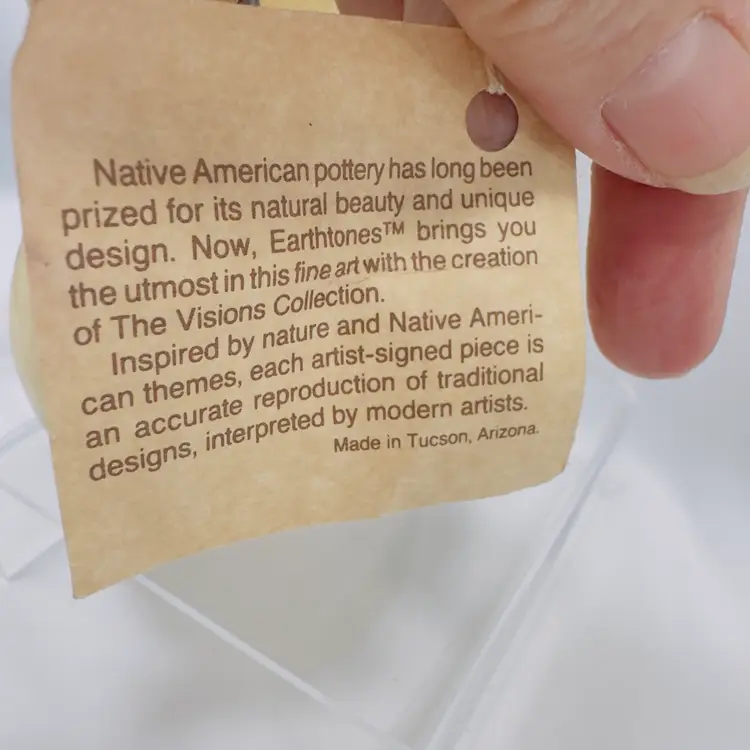 Native American pottery has long been
prized for its natural beauty and unique
design. Now, Earthtones™ brings you
the utmost in this fine art with the creation
of The Visions Collection.
Inspired by nature and Native Ameri-
can themes, each artist-signed piece is
an accurate reproduction of traditional
designs, interpreted by modern artists.
Made in Tucson, Arizona.